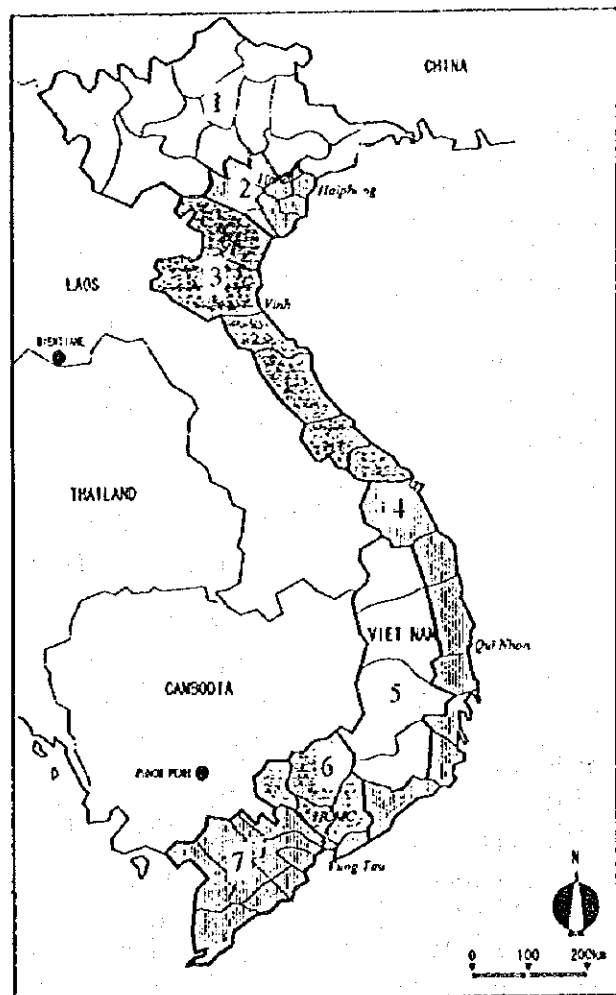 CHINA
1
2
Haiphong
3
LAOS
Vinh
THAILAND
4
VIET NAM
Qui Nhon
CAMBODIA
5
6
HCMC
7
Vung Tau
N
0 100 200km